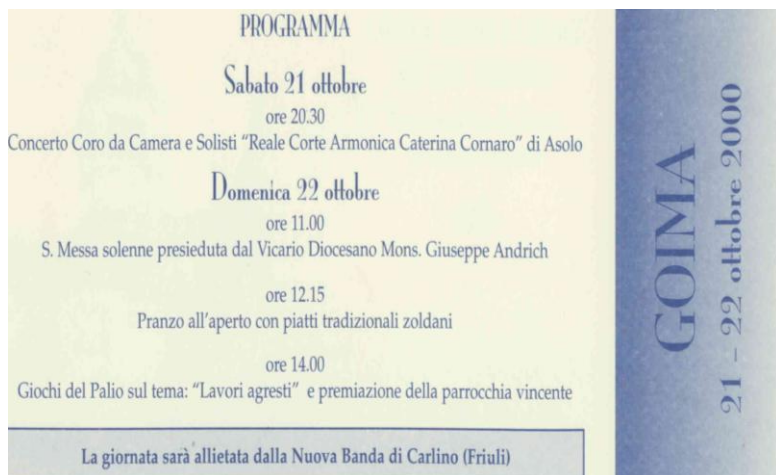 PROGRAMMA
Sabato 21 ottobre
ore 20.30
Concerto Coro da Camera e Solisti “Reale Corte Armonica Caterina Cornaro” di Asolo
Domenica 22 ottobre
ore 11.00
S. Messa solenne presieduta dal Vicario Diocesano Mons. Giuseppe Andrich
ore 12.15
Pranzo all’aperto con piatti tradizionali zoldani
ore 14.00
Giochi del Palio sul tema: “Lavori agresti” e premiazione della parrocchia vincente
La giornata sarà allietata dalla Nuova Banda di Carlino (Friuli)
GOIMA
21 - 22 ottobre 2000